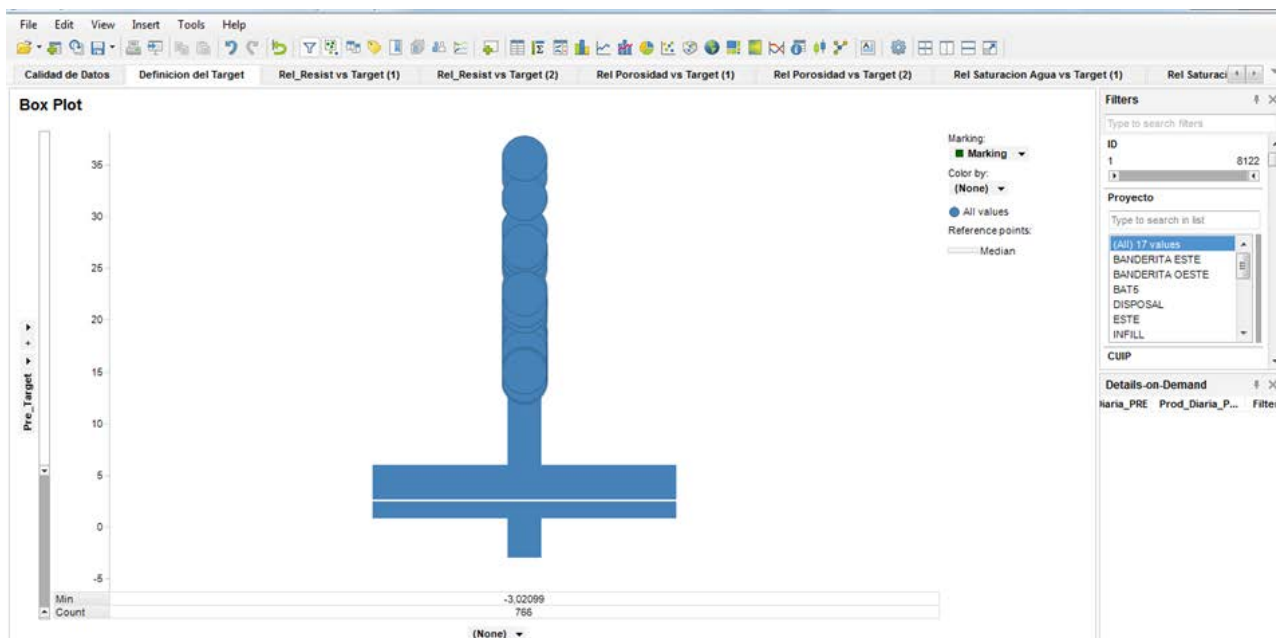 File Edit View Insert Tools Help
Calidad de Datos Definicion del Target Rel_Resist vs Target (1) Rel_Resist vs Target (2) Rel Porosidad vs Target (1) Rel Porosidad vs Target (2) Rel Saturacion Agua vs Target (1) Rel Saturaci
Box Plot
35
30
25
20
15
10
5
0
-5
Pre_Target
Min -3,02099
Count 766
(None)
Marking:
Marking
Color by:
(None)
All values
Reference points:
Median
Filters
Type to search filters
ID
1 8122
Proyecto
Type to search in list
(All) 17 values
BANDERITA ESTE
BANDERITA OESTE
BAT5
DISPOSAL
ESTE
INFILL
CUIP
Details-on-Demand
iaria_PRE Prod_Diaria_P... Filter